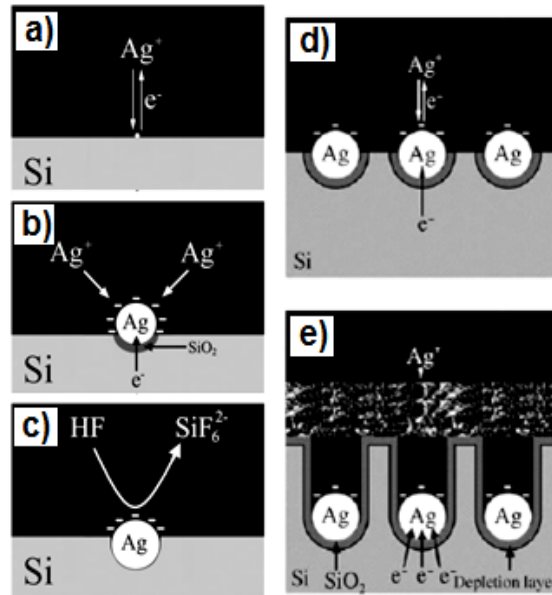 a)
Ag⁺
e⁻
Si
b)
Ag⁺ Ag⁺
Ag
SiO₂
e⁻
Si
c)
HF SiF₆²⁻
Ag
Si
d)
Ag⁺
e⁻
Ag Ag Ag
e⁻
Si
e)
Ag⁺
Ag Ag Ag
e⁻ e⁻ e⁻
Si SiO₂ Depletion laye